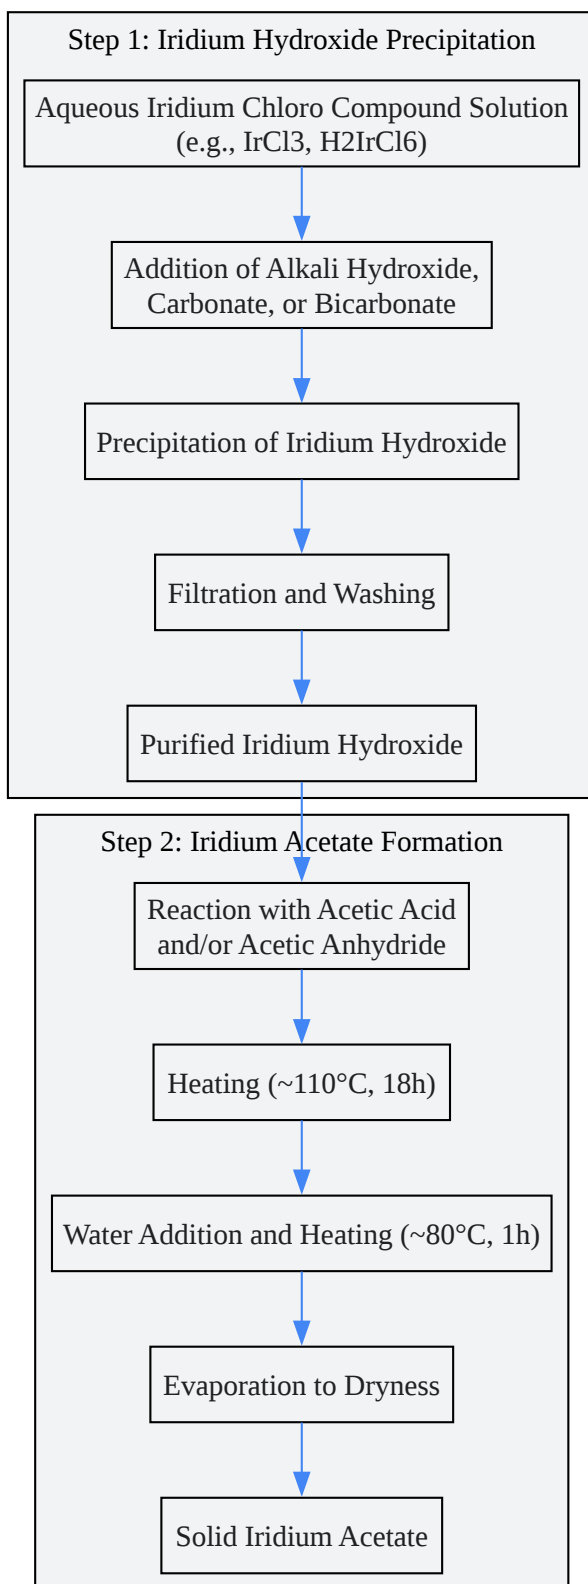 Step 1: Iridium Hydroxide Precipitation
Aqueous Iridium Chloro Compound Solution
(e.g., IrCl3, H2IrCl6)
Addition of Alkali Hydroxide,
Carbonate, or Bicarbonate
Precipitation of Iridium Hydroxide
Filtration and Washing
Purified Iridium Hydroxide
Step 2: Iridium Acetate Formation
Reaction with Acetic Acid
and/or Acetic Anhydride
Heating (~110°C, 18h)
Water Addition and Heating (~80°C, 1h)
Evaporation to Dryness
Solid Iridium Acetate